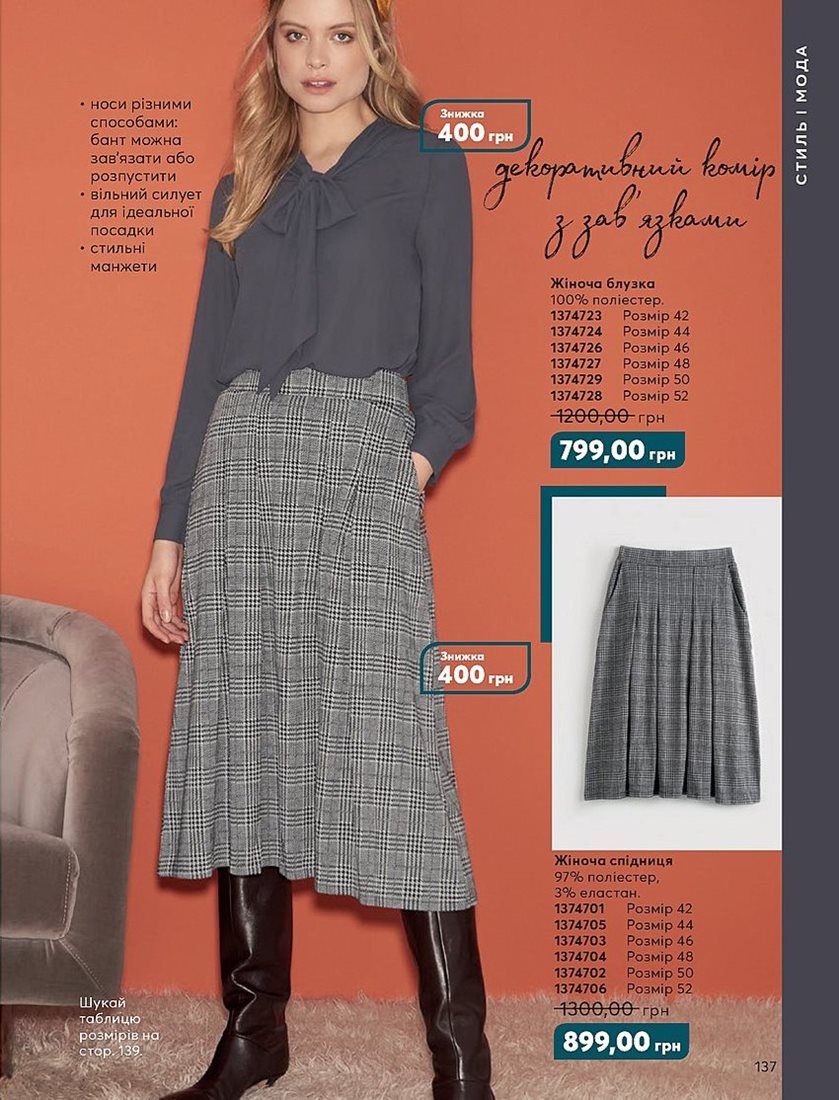 СТИЛЬ І МОДА
• носи різними
способами:
бант можна
зав'язати або
розпустити
• вільний силует
для ідеальної
посадки
• стильні
манжети
Знижка
400 грн
декоративний комір
з зав'язками
Жіноча блузка
100% поліестер.
1374723 Розмір 42
1374724 Розмір 44
1374726 Розмір 46
1374727 Розмір 48
1374729 Розмір 50
1374728 Розмір 52
1200,00 грн
799,00 грн
Знижка
400 грн
Жіноча спідниця
97% поліестер,
3% еластан.
1374701 Розмір 42
1374705 Розмір 44
1374703 Розмір 46
1374704 Розмір 48
1374702 Розмір 50
1374706 Розмір 52
1300,00 грн
899,00 грн
Шукай
таблицю
розмірів на
стор. 139.
137